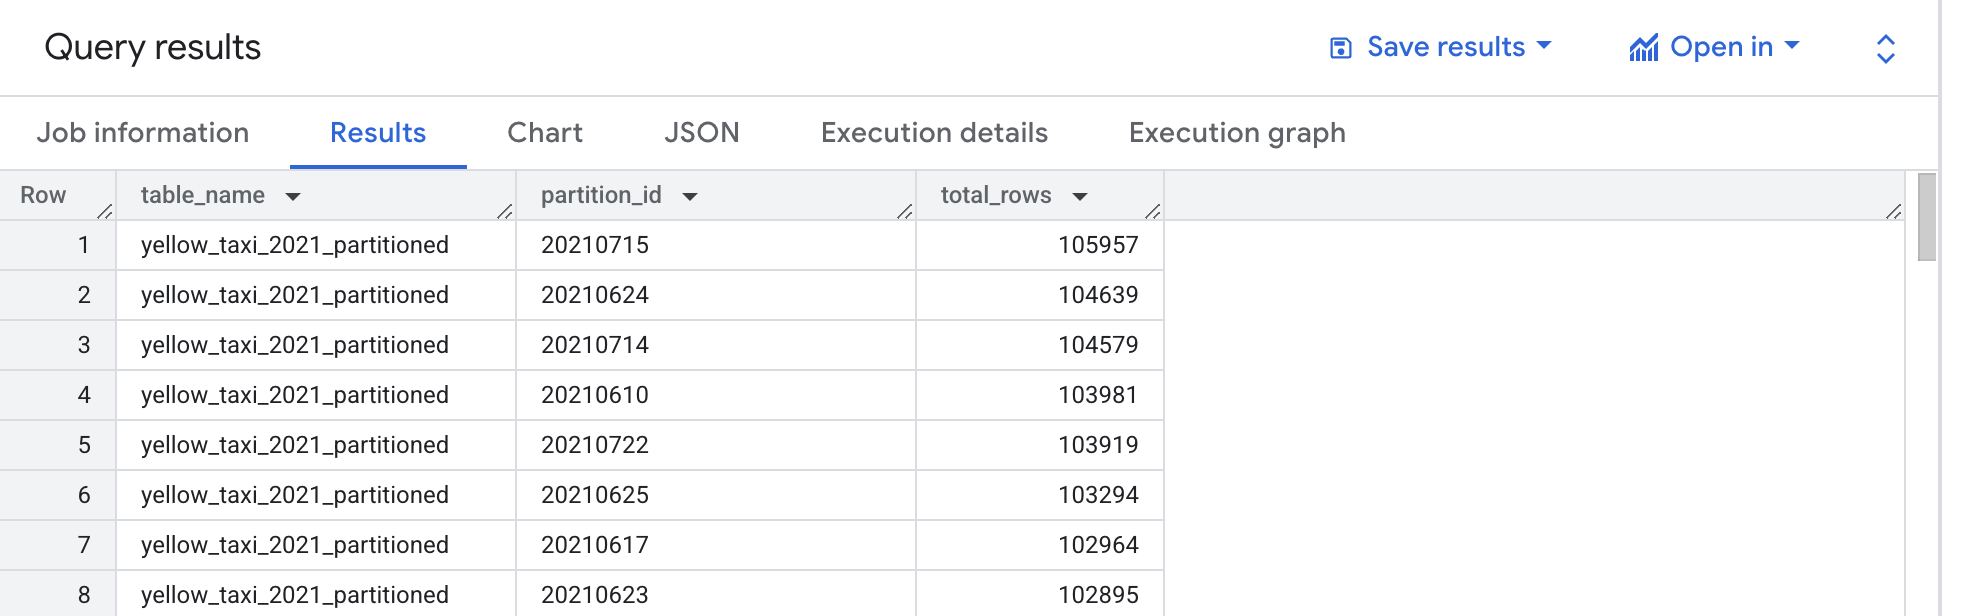 Query results Save results Open in
Job information Results Chart JSON Execution details Execution graph
Row table_name partition_id total_rows
1 yellow_taxi_2021_partitioned 20210715 105957
2 yellow_taxi_2021_partitioned 20210624 104639
3 yellow_taxi_2021_partitioned 20210714 104579
4 yellow_taxi_2021_partitioned 20210610 103981
5 yellow_taxi_2021_partitioned 20210722 103919
6 yellow_taxi_2021_partitioned 20210625 103294
7 yellow_taxi_2021_partitioned 20210617 102964
8 yellow_taxi_2021_partitioned 20210623 102895